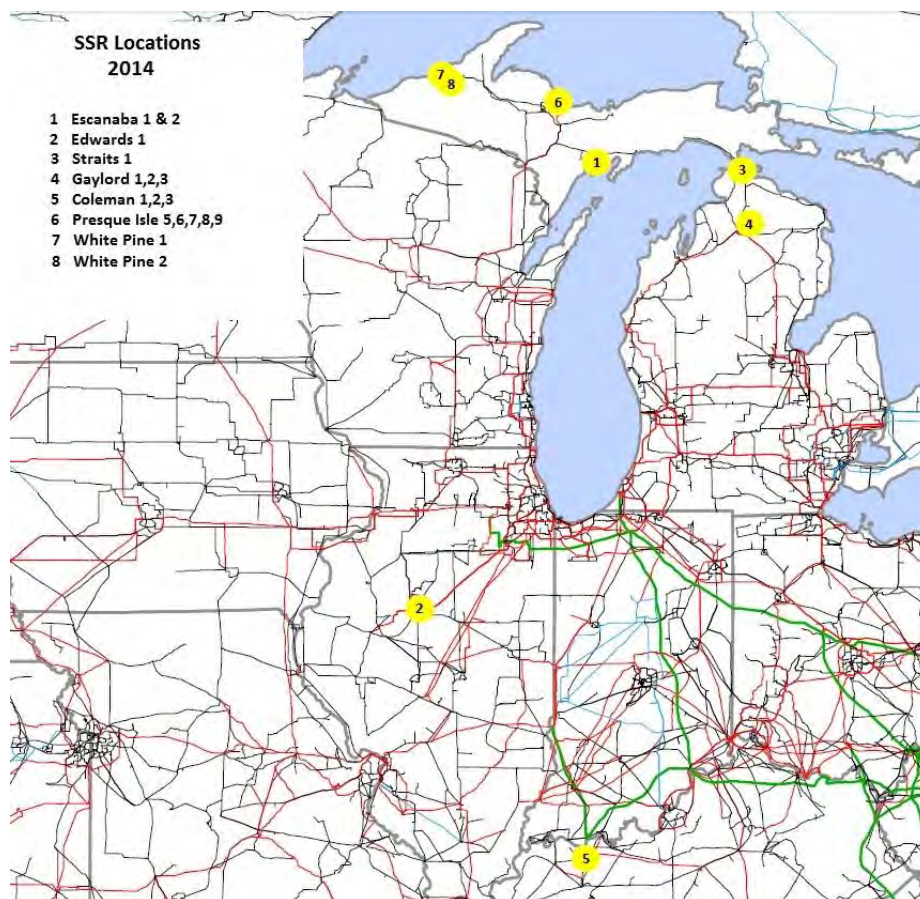 SSR Locations
2014
1 Escanaba 1 & 2
2 Edwards 1
3 Straits 1
4 Gaylord 1,2,3
5 Coleman 1,2,3
6 Presque Isle 5,6,7,8,9
7 White Pine 1
8 White Pine 2
7
8
6
1
3
4
2
5